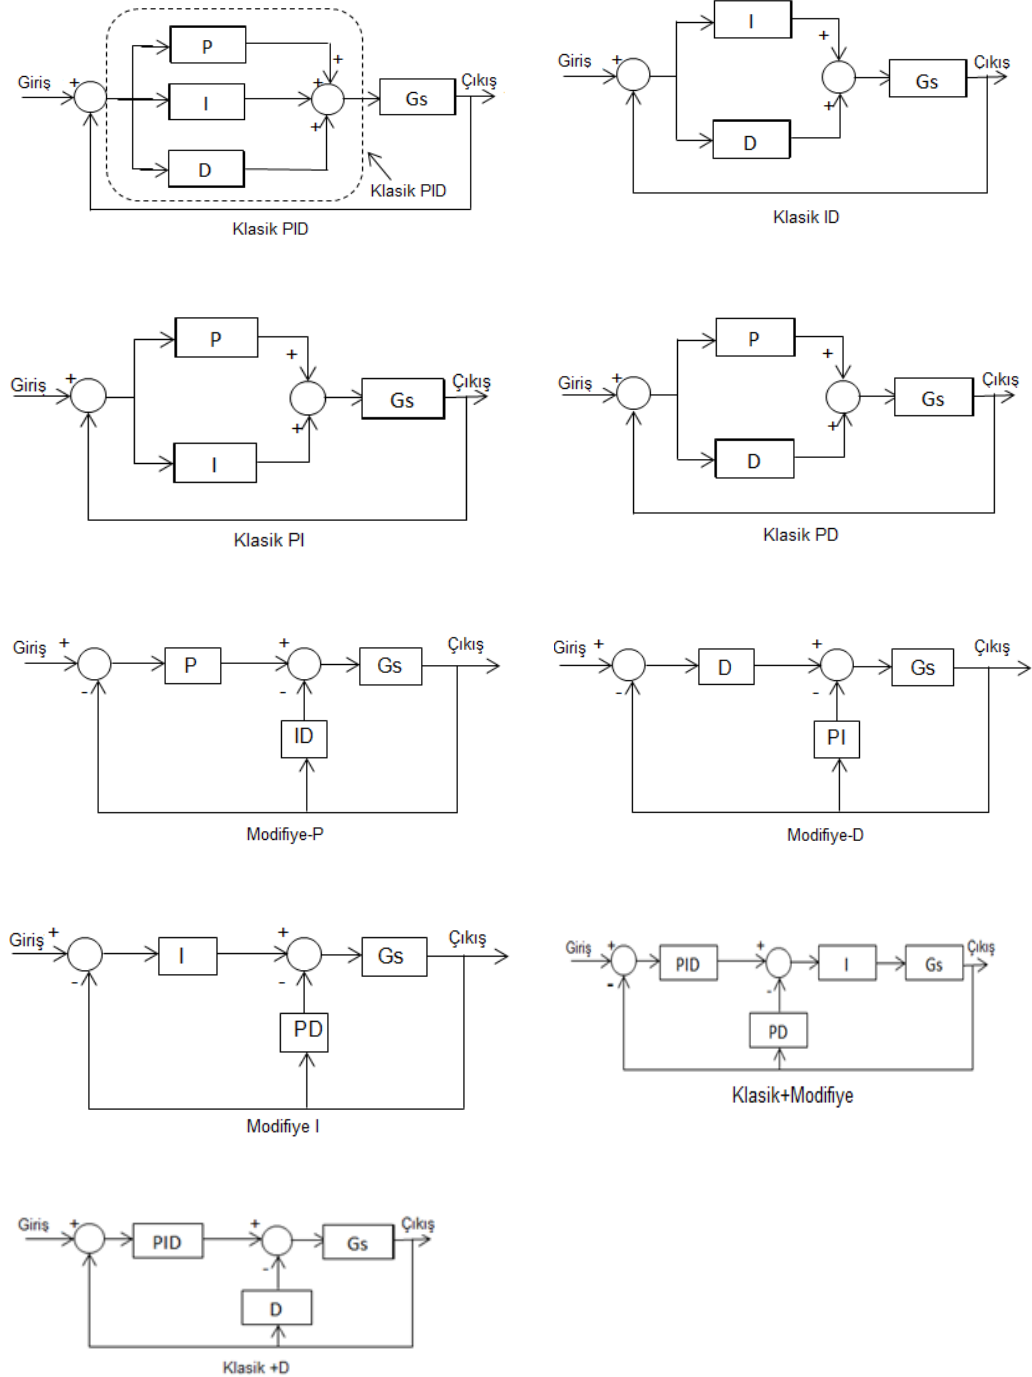 P
+
Giriş
+
+
I
Gs
Çıkış
+
D
Klasik PID
Klasik PID
I
+
Giriş
+
Gs
Çıkış
+
D
Klasik ID
P
+
Giriş
+
Gs
Çıkış
+
I
Klasik PI
P
+
Giriş
+
Gs
Çıkış
+
D
Klasik PD
Giriş
+
-
P
+
-
Gs
Çıkış
ID
Modifiye-P
Giriş
+
-
D
+
-
Gs
Çıkış
PI
Modifiye-D
Giriş
+
-
I
+
-
Gs
Çıkış
PD
Modifiye I
Giriş
+
-
PID
+
-
I
Gs
Çıkış
PD
Klasik+Modifiye
Giriş
+
PID
+
-
Gs
Çıkış
D
Klasik +D